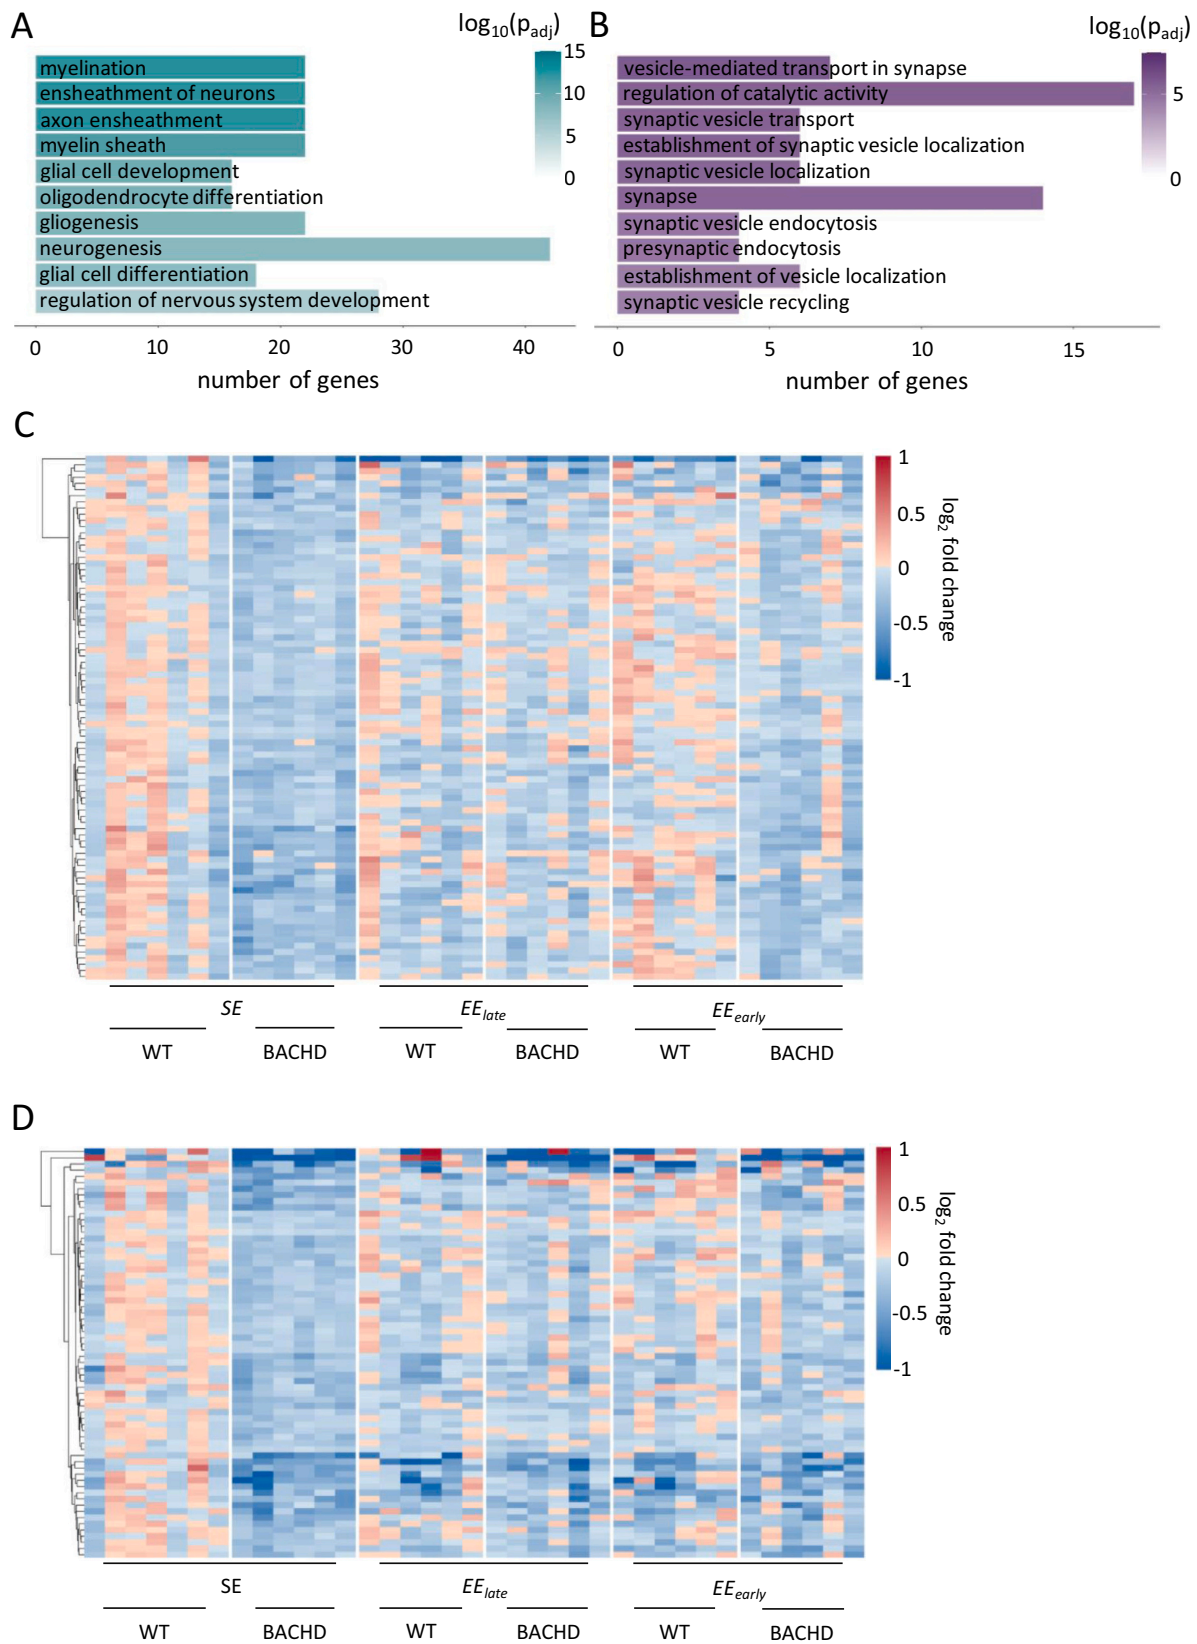 A
log10(padj)
15
10
5
0
myelination
ensheathment of neurons
axon ensheathment
myelin sheath
glial cell development
oligodendrocyte differentiation
gliogenesis
neurogenesis
glial cell differentiation
regulation of nervous system development
0 10 20 30 40
number of genes
B
log10(padj)
5
0
vesicle-mediated transport in synapse
regulation of catalytic activity
synaptic vesicle transport
establishment of synaptic vesicle localization
synaptic vesicle localization
synapse
synaptic vesicle endocytosis
presynaptic endocytosis
establishment of vesicle localization
synaptic vesicle recycling
0 5 10 15
number of genes
C
1
0.5
0
-0.5
-1
log2 fold change
SE EElate EEearly
WT BACHD WT BACHD WT BACHD
D
1
0.5
0
-0.5
-1
log2 fold change
SE EElate EEearly
WT BACHD WT BACHD WT BACHD